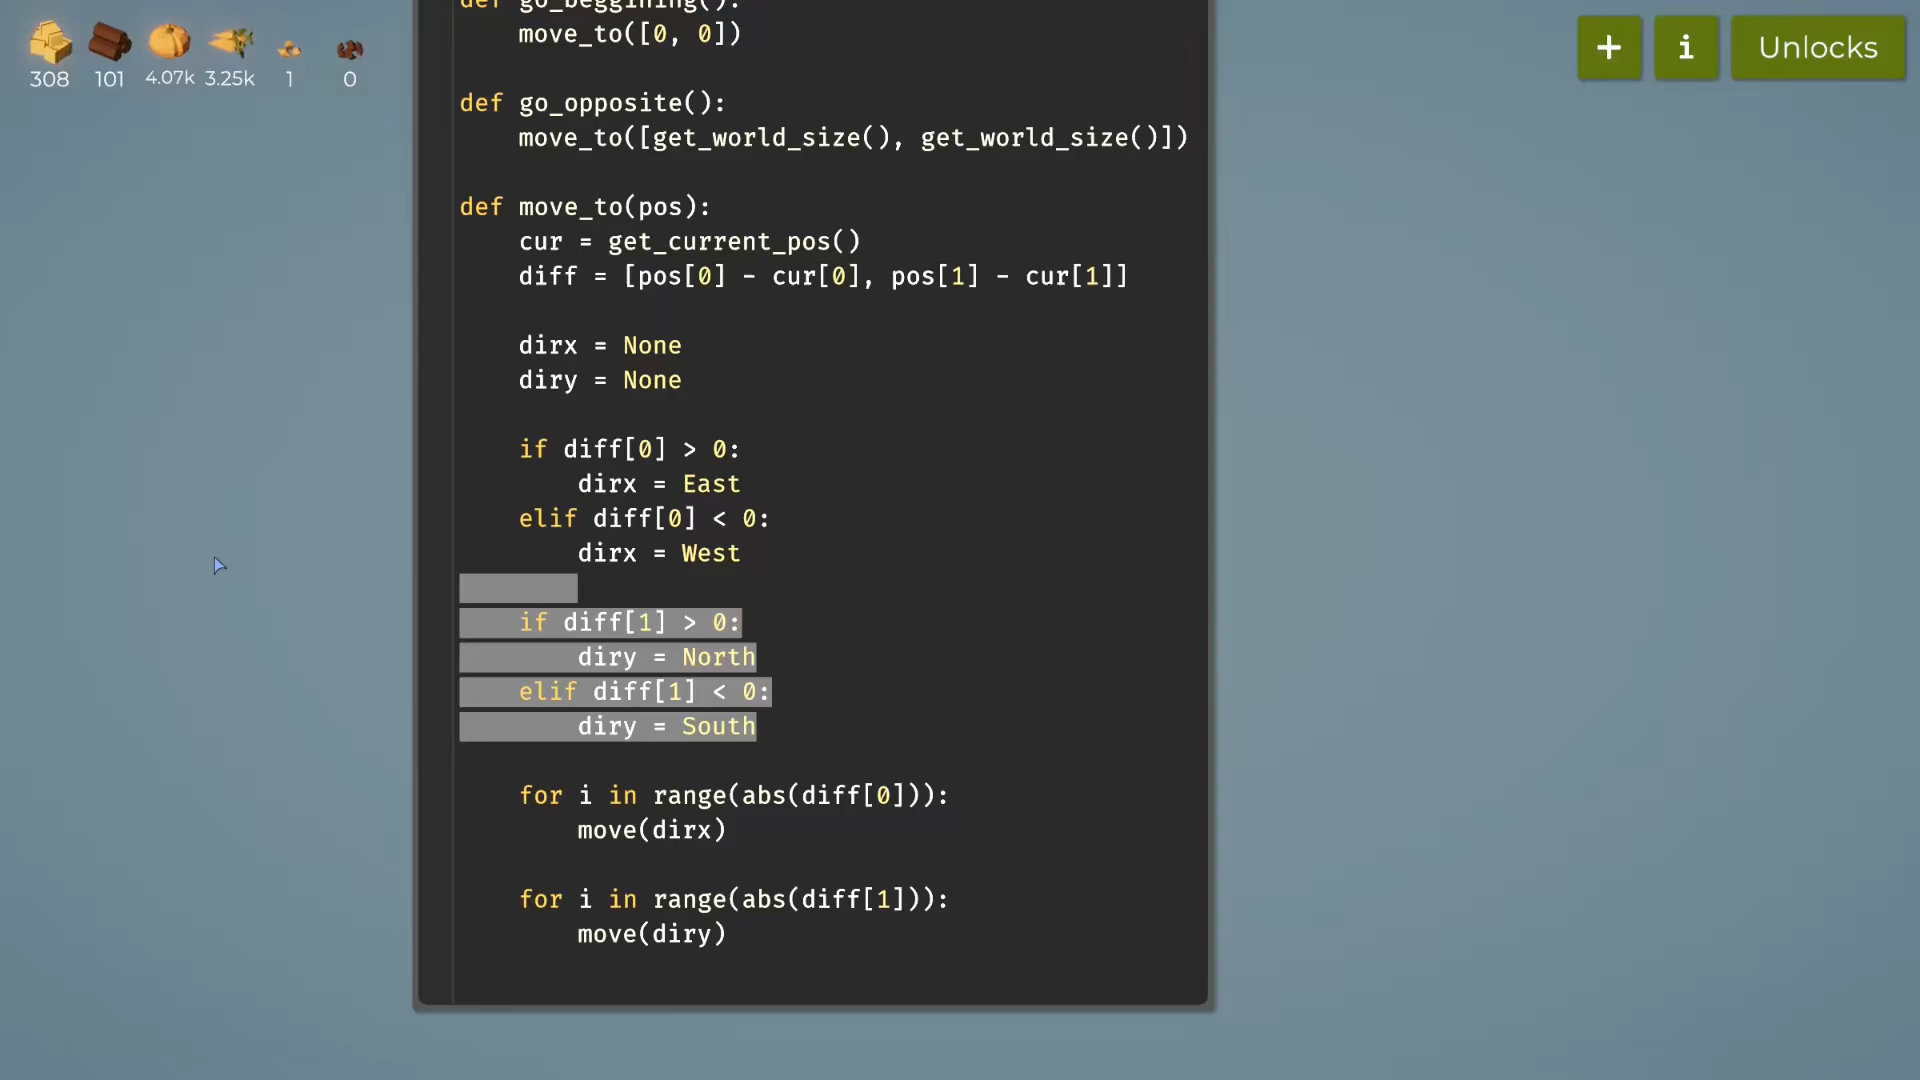 308 101 4.07k 3.25k 1 0
+ i Unlocks
def go_beggining():
    move_to([0, 0])
def go_opposite():
    move_to([get_world_size(), get_world_size()])
def move_to(pos):
    cur = get_current_pos()
    diff = [pos[0] - cur[0], pos[1] - cur[1]]
    dirx = None
    diry = None
    if diff[0] > 0:
        dirx = East
    elif diff[0] < 0:
        dirx = West
    if diff[1] > 0:
        diry = North
    elif diff[1] < 0:
        diry = South
    for i in range(abs(diff[0])):
        move(dirx)
    for i in range(abs(diff[1])):
        move(diry)